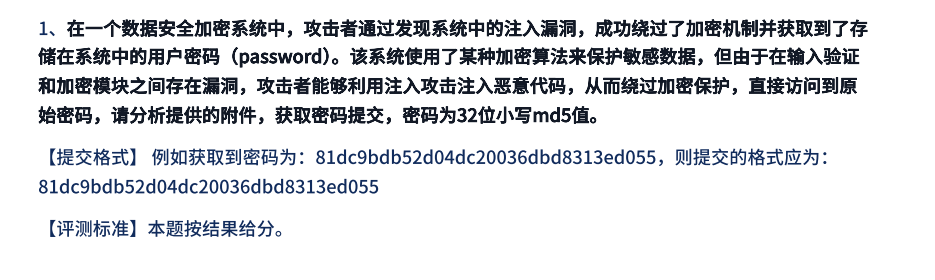 1、在一个数据安全加密系统中，攻击者通过发现系统中的注入漏洞，成功绕过了加密机制并获取到了存
储在系统中的用户密码（password）。该系统使用了某种加密算法来保护敏感数据，但由于在输入验证
和加密模块之间存在漏洞，攻击者能够利用注入攻击注入恶意代码，从而绕过加密保护，直接访问到原
始密码，请分析提供的附件，获取密码提交，密码为32位小写md5值。
【提交格式】 例如获取到密码为：81dc9bdb52d04dc20036dbd8313ed055，则提交的格式应为：
81dc9bdb52d04dc20036dbd8313ed055
【评测标准】本题按结果给分。